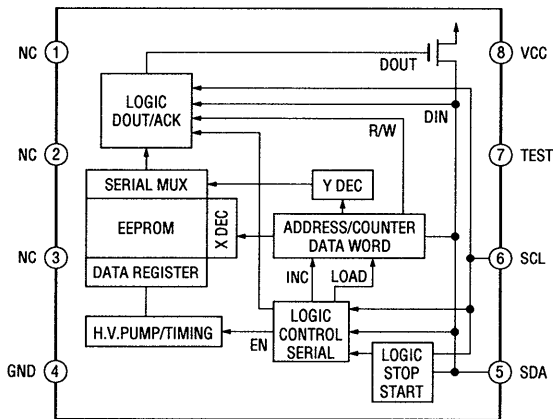 NC 1
8 VCC
DOUT
LOGIC
DOUT/ACK
DIN
R/W
NC 2
7 TEST
SERIAL MUX
Y DEC
EEPROM
X DEC
ADDRESS/COUNTER
DATA WORD
NC 3
6 SCL
DATA REGISTER
INC
LOAD
H.V.PUMP/TIMING
EN
LOGIC
CONTROL
SERIAL
LOGIC
STOP
START
GND 4
5 SDA